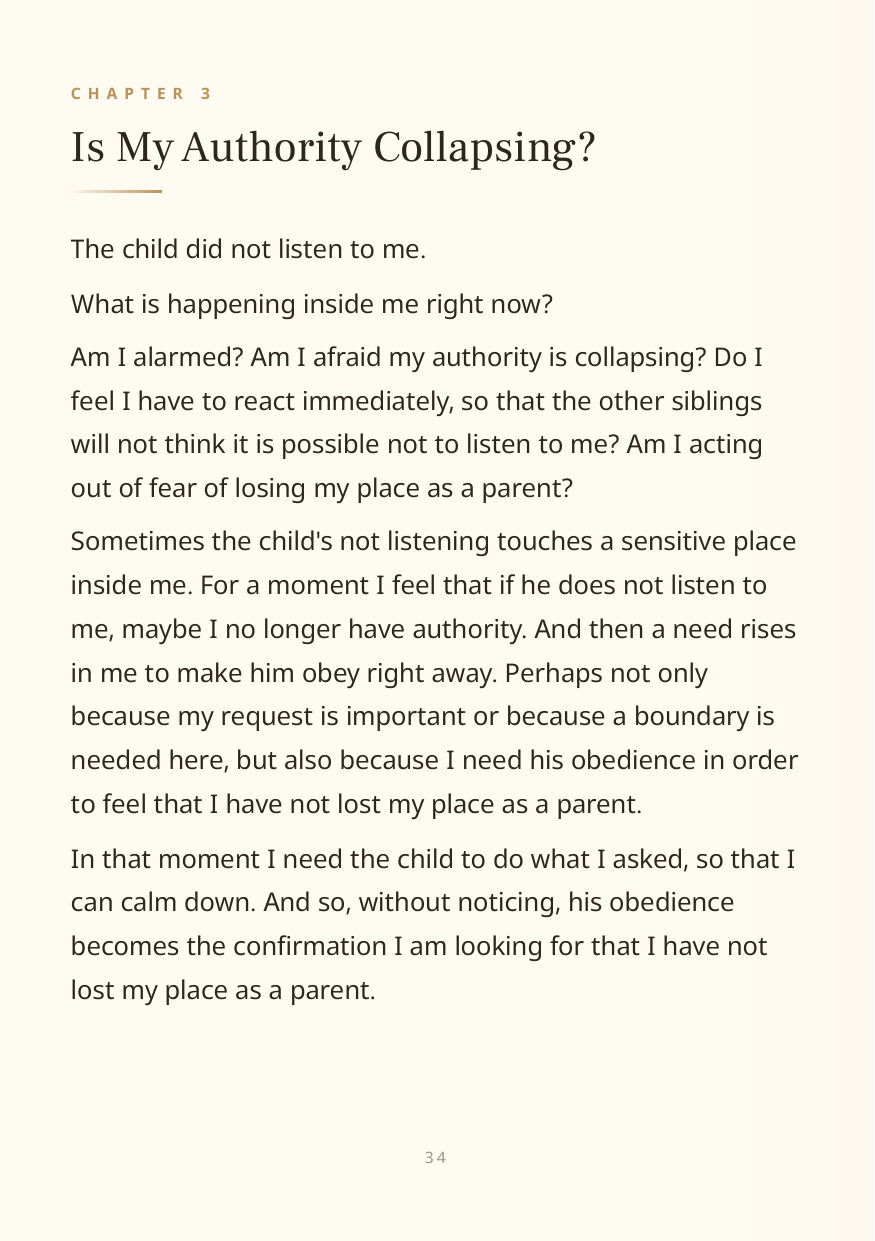 CHAPTER 3
Is My Authority Collapsing?
The child did not listen to me.
What is happening inside me right now?
Am I alarmed? Am I afraid my authority is collapsing? Do I
feel I have to react immediately, so that the other siblings
will not think it is possible not to listen to me? Am I acting
out of fear of losing my place as a parent?
Sometimes the child's not listening touches a sensitive place
inside me. For a moment I feel that if he does not listen to
me, maybe I no longer have authority. And then a need rises
in me to make him obey right away. Perhaps not only
because my request is important or because a boundary is
needed here, but also because I need his obedience in order
to feel that I have not lost my place as a parent.
In that moment I need the child to do what I asked, so that I
can calm down. And so, without noticing, his obedience
becomes the confirmation I am looking for that I have not
lost my place as a parent.
34